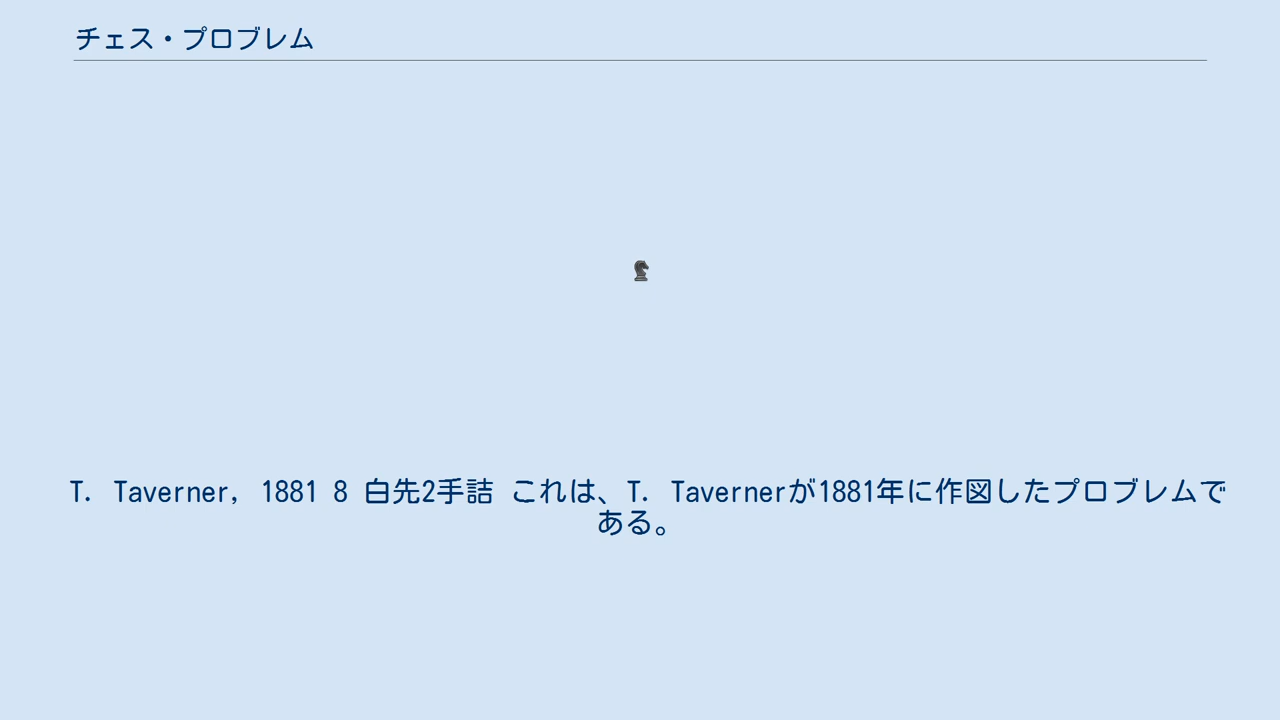 チェス・プロブレム
T. Taverner, 1881 8 白先2手詰 これは、T. Tavernerが1881年に作図したプロブレムで
ある。